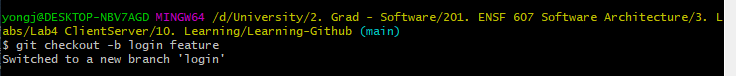 yongj@DESKTOP-NBV7AGD MINGW64 /d/University/2. Grad - Software/201. ENSF 607 Software Architecture/3. L
abs/Lab4 ClientServer/10. Learning/Learning-Github (main)
$ git checkout -b login feature
Switched to a new branch 'login'